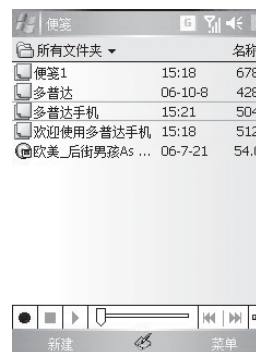 便笺 G
所有文件夹 名称
便笺1 15:18 678
多普达 06-10-8 428
多普达手机 15:21 504
欢迎使用多普达手机 15:18 512
欧美_后街男孩As ... 06-7-21 54.0
新建 菜单